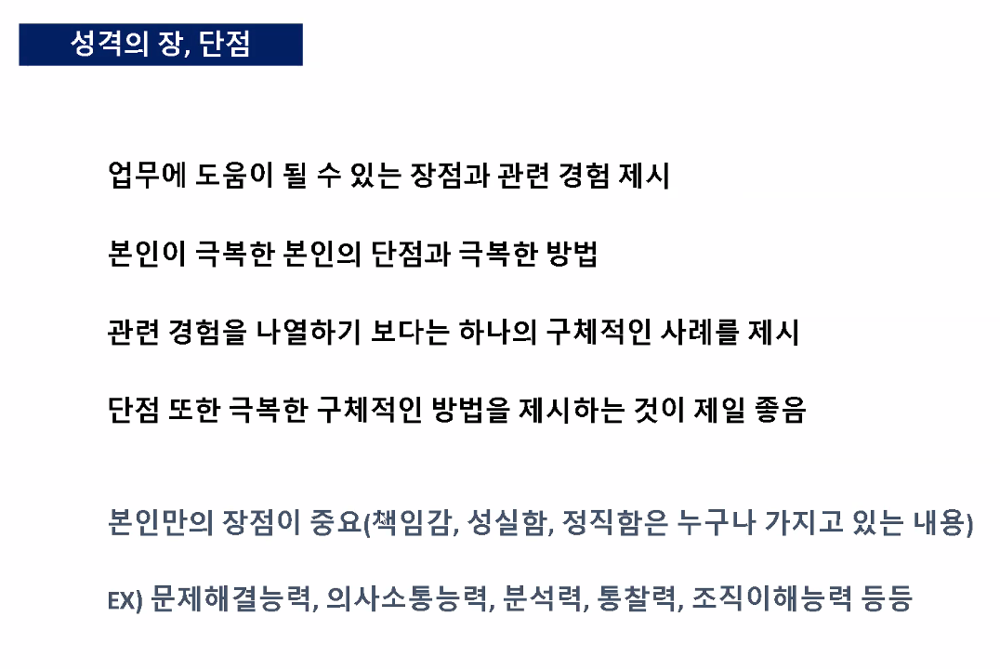 성격의 장, 단점
업무에 도움이 될 수 있는 장점과 관련 경험 제시
본인이 극복한 본인의 단점과 극복한 방법
관련 경험을 나열하기 보다는 하나의 구체적인 사례를 제시
단점 또한 극복한 구체적인 방법을 제시하는 것이 제일 좋음
본인만의 장점이 중요(책임감, 성실함, 정직함은 누구나 가지고 있는 내용)
EX) 문제해결능력, 의사소통능력, 분석력, 통찰력, 조직이해능력 등등